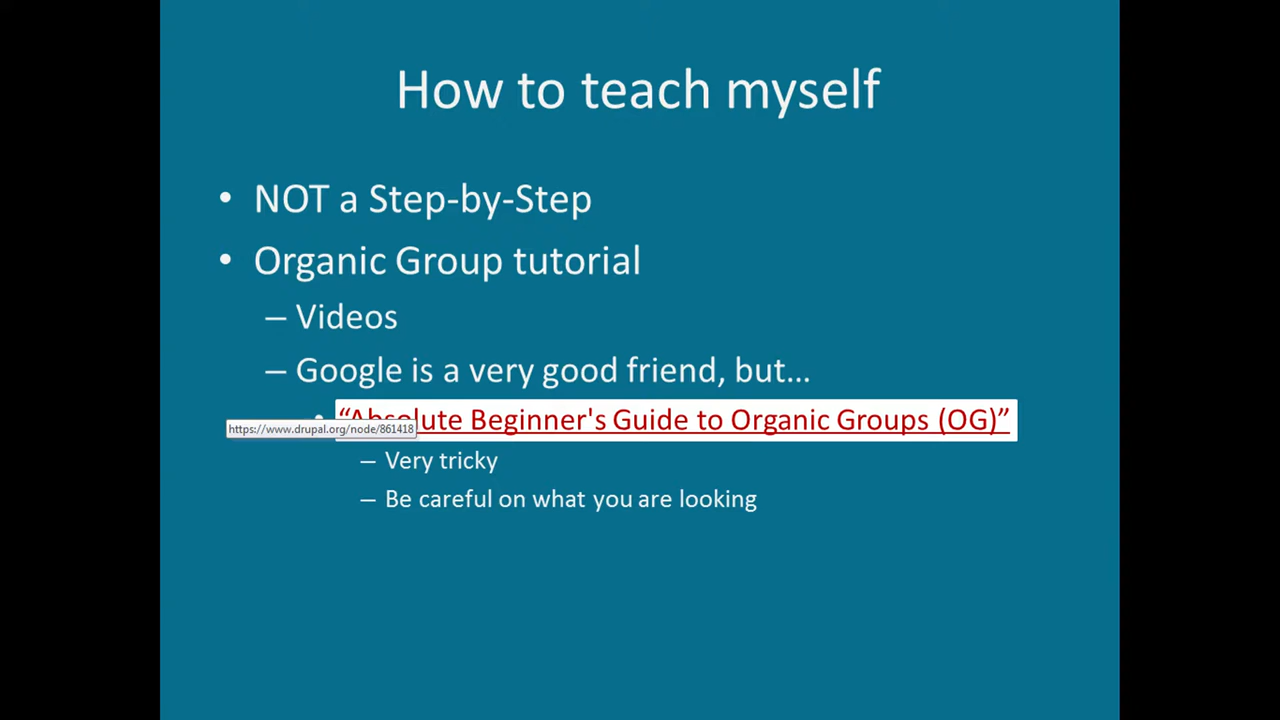 How to teach myself
• NOT a Step-by-Step
• Organic Group tutorial
– Videos
– Google is a very good friend, but...
• “Absolute Beginner's Guide to Organic Groups (OG)”
https://www.drupal.org/node/861418
– Very tricky
– Be careful on what you are looking